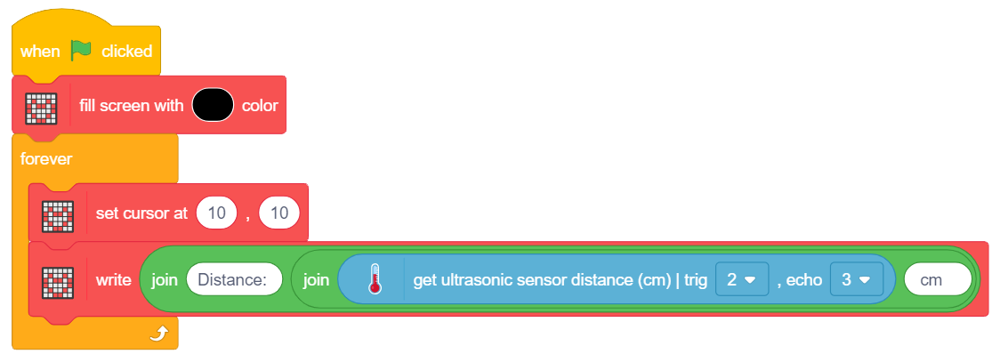 when clicked
fill screen with color
forever
set cursor at 10 , 10
write join Distance: join get ultrasonic sensor distance (cm) | trig 2 , echo 3 cm